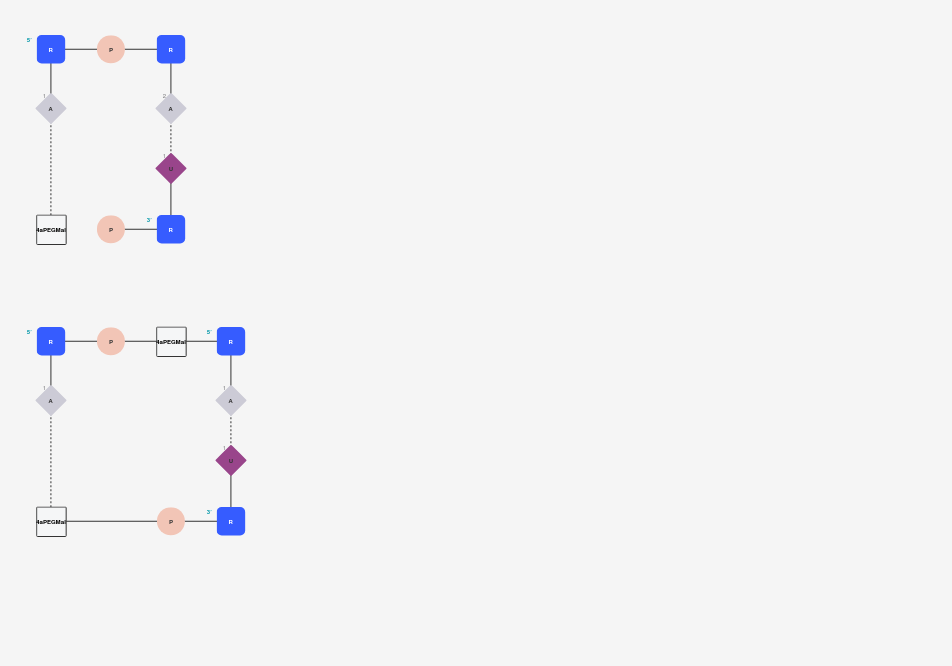 5' R P R
1 A 2 A
1 U
4aPEGMal P 3' R
5' R P 4aPEGMal 5' R
1 A 1 A
1 U
4aPEGMal P 3' R